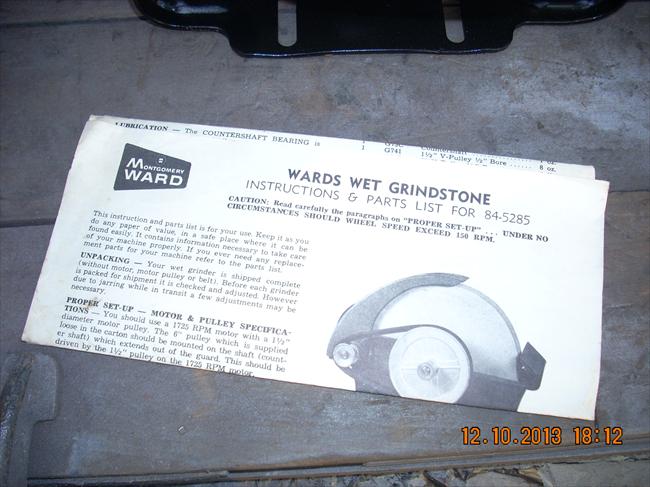 LUBRICATION — The COUNTERSHAFT BEARING is
1 G741 1½" V-Pulley ½" Bore ...... 8 oz.
MONTGOMERY
WARD
WARDS WET GRINDSTONE
INSTRUCTIONS & PARTS LIST FOR 84-5285
CAUTION: Read carefully the paragraphs on "PROPER SET-UP" ... UNDER NO
CIRCUMSTANCES SHOULD WHEEL SPEED EXCEED 150 RPM.
This instruction and parts list is for your use. Keep it as you
do any paper of value, in a safe place where it can be
found easily. It contains information necessary to take care
of your machine properly. If you ever need any replace-
ment parts for your machine refer to the parts list.
UNPACKING — Your wet grinder is shipped complete
(without motor, motor pulley or belt). Before each grinder
is packed for shipment it is checked and adjusted. However
due to jarring while in transit a few adjustments may be
necessary.
PROPER SET-UP — MOTOR & PULLEY SPECIFICA-
TIONS — You should use a 1725 RPM motor with a 1½"
diameter motor pulley. The 6" pulley which is supplied
loose in the carton should be mounted on the shaft (count-
er shaft) which extends out of the guard. This should be
driven by the 1½" pulley on the 1725 RPM motor.
12.10.2013 18:12